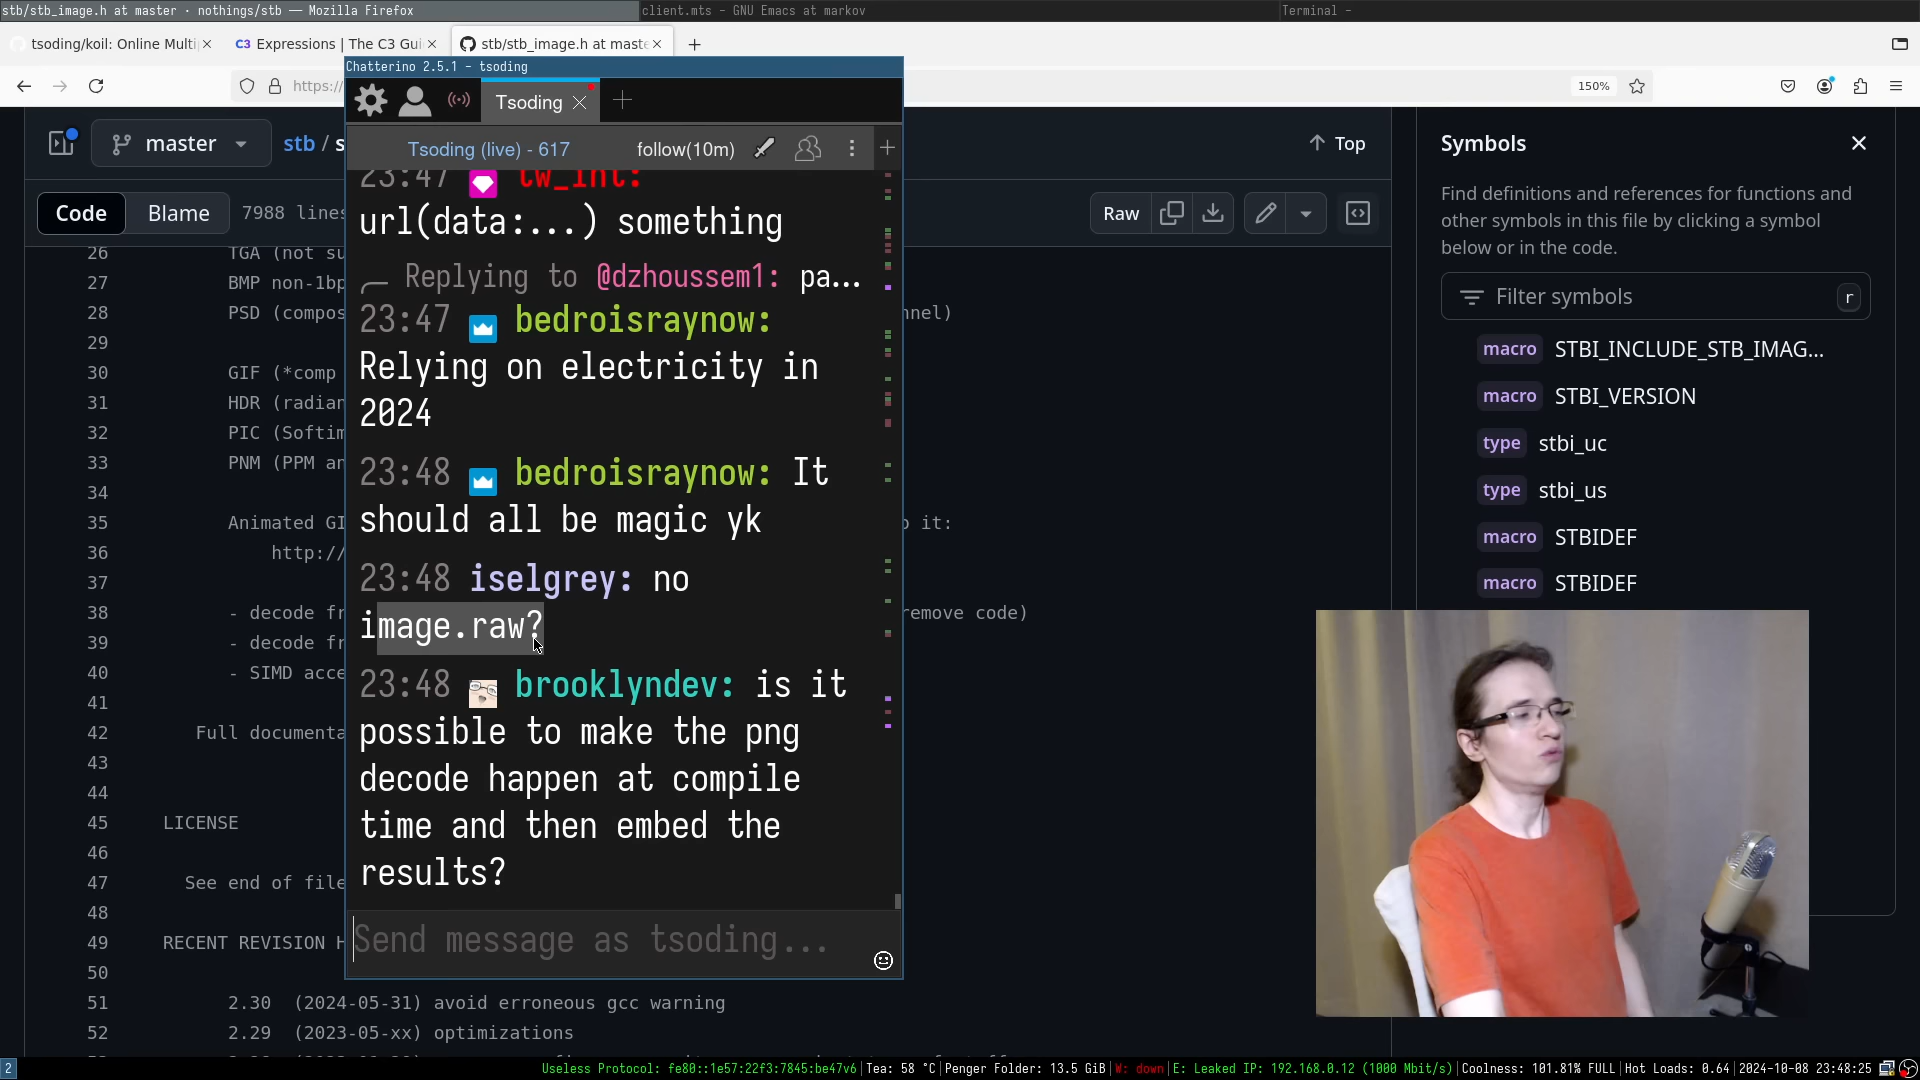 stb/stb_image.h at master · nothings/stb — Mozilla Firefox
client.mts - GNU Emacs at markov
Terminal -
tsoding/koil: Online Multi
C3 Expressions | The C3 Gui
stb/stb_image.h at maste
https://
150%
Chatterino 2.5.1 - tsoding
Tsoding
Tsoding (live) - 617
follow(10m)
master
stb / s
Top
Code
Blame
7988 lines
Raw
Symbols
Find definitions and references for functions and
other symbols in this file by clicking a symbol
below or in the code.
Filter symbols
r
macro STBI_INCLUDE_STB_IMAG...
macro STBI_VERSION
type stbi_uc
type stbi_us
macro STBIDEF
macro STBIDEF
26 TGA (not su
27 BMP non-1bp
28 PSD (compos
nnel)
29
30 GIF (*comp
31 HDR (radian
32 PIC (Softim
33 PNM (PPM an
34
35 Animated GI
o it:
36 http://
37
38 - decode fr
remove code)
39 - decode fr
40 - SIMD acce
41
42 Full documenta
43
44
45 LICENSE
46
47 See end of file
48
49 RECENT REVISION H
50
51 2.30 (2024-05-31) avoid erroneous gcc warning
52 2.29 (2023-05-xx) optimizations
23:47 tw_int:
url(data:...) something
Replying to @dzhoussem1: pa...
23:47 bedroisraynow:
Relying on electricity in
2024
23:48 bedroisraynow: It
should all be magic yk
23:48 iselgrey: no
image.raw?
23:48 brooklyndev: is it
possible to make the png
decode happen at compile
time and then embed the
results?
Send message as tsoding...
2
Useless Protocol: fe80::1e57:22f3:7845:be47v6|Tea: 58 °C|Penger Folder: 13.5 GiB|W: down|E: Leaked IP: 192.168.0.12 (1000 Mbit/s)|Coolness: 101.81% FULL|Hot Loads: 0.64|2024-10-08 23:48:25